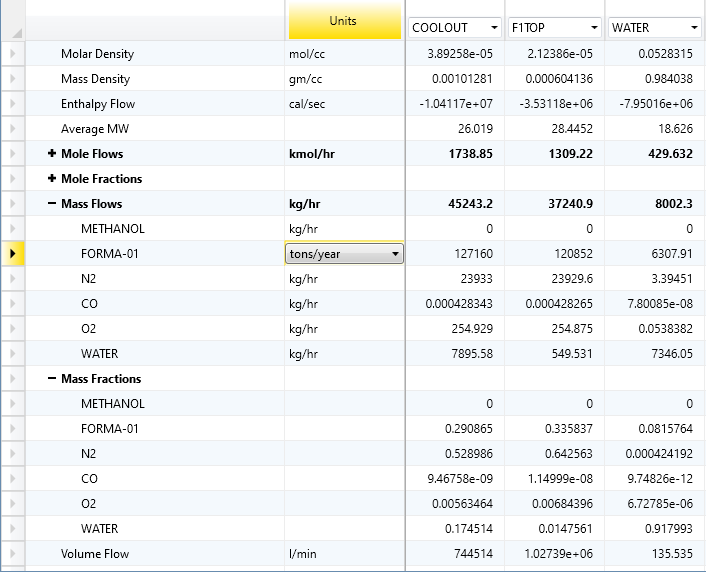 Units COOLOUT F1TOP WATER
Molar Density mol/cc 3.89258e-05 2.12386e-05 0.0528315
Mass Density gm/cc 0.00101281 0.000604136 0.984038
Enthalpy Flow cal/sec -1.04117e+07 -3.53118e+06 -7.95016e+06
Average MW 26.019 28.4452 18.626
Mole Flows kmol/hr 1738.85 1309.22 429.632
Mole Fractions
Mass Flows kg/hr 45243.2 37240.9 8002.3
METHANOL kg/hr 0 0 0
FORMA-01 tons/year 127160 120852 6307.91
N2 kg/hr 23933 23929.6 3.39451
CO kg/hr 0.000428343 0.000428265 7.80085e-08
O2 kg/hr 254.929 254.875 0.0538382
WATER kg/hr 7895.58 549.531 7346.05
Mass Fractions
METHANOL 0 0 0
FORMA-01 0.290865 0.335837 0.0815764
N2 0.528986 0.642563 0.000424192
CO 9.46758e-09 1.14999e-08 9.74826e-12
O2 0.00563464 0.00684396 6.72785e-06
WATER 0.174514 0.0147561 0.917993
Volume Flow l/min 744514 1.02739e+06 135.535